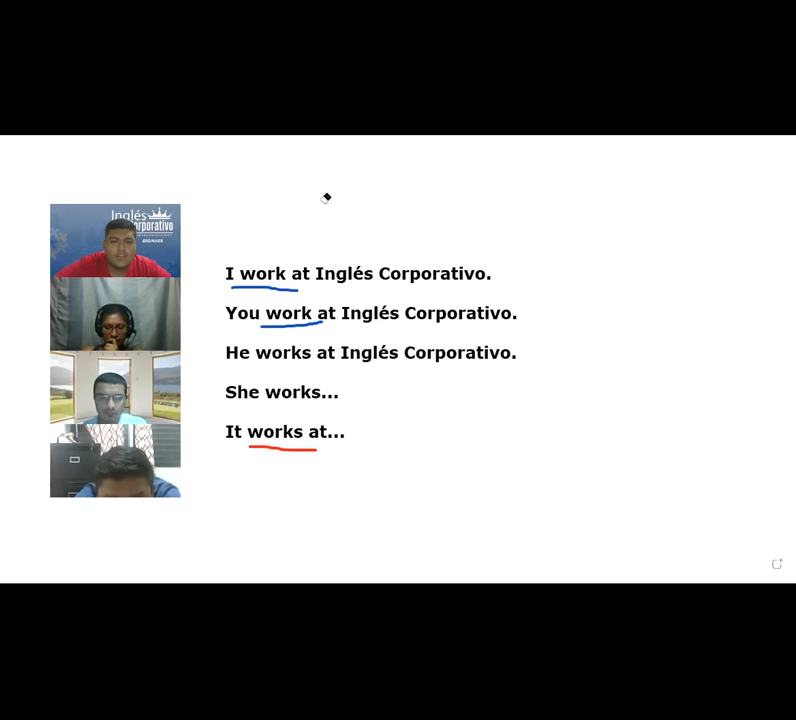 Inglés
Corporativo
BEGINNER
I work at Inglés Corporativo.
You work at Inglés Corporativo.
He works at Inglés Corporativo.
She works...
It works at...